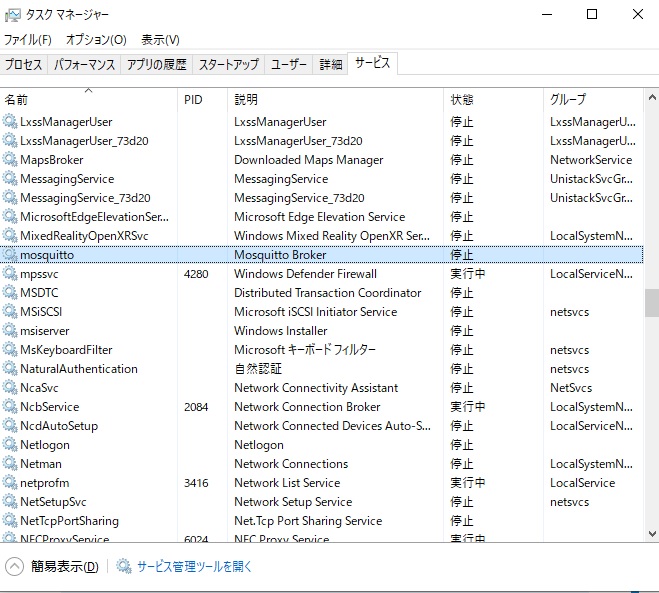 タスク マネージャー
ファイル(F) オプション(O) 表示(V)
プロセス パフォーマンス アプリの履歴 スタートアップ ユーザー 詳細 サービス
名前 PID 説明 状態 グループ
LxssManagerUser LxssManagerUser 停止 LxssManagerU...
LxssManagerUser_73d20 LxssManagerUser_73d20 停止 LxssManagerU...
MapsBroker Downloaded Maps Manager 停止 NetworkService
MessagingService MessagingService 停止 UnistackSvcGr...
MessagingService_73d20 MessagingService_73d20 停止 UnistackSvcGr...
MicrosoftEdgeElevationSer... Microsoft Edge Elevation Service 停止
MixedRealityOpenXRSvc Windows Mixed Reality OpenXR Ser... 停止 LocalSystemN...
mosquitto Mosquitto Broker 停止
mpssvc 4280 Windows Defender Firewall 実行中 LocalServiceN...
MSDTC Distributed Transaction Coordinator 停止
MSiSCSI Microsoft iSCSI Initiator Service 停止 netsvcs
msiserver Windows Installer 停止
MsKeyboardFilter Microsoft キーボード フィルター 停止 netsvcs
NaturalAuthentication 自然認証 停止 netsvcs
NcaSvc Network Connectivity Assistant 停止 NetSvcs
NcbService 2084 Network Connection Broker 実行中 LocalSystemN...
NcdAutoSetup Network Connected Devices Auto-S... 停止 LocalServiceN...
Netlogon Netlogon 停止
Netman Network Connections 停止 LocalSystemN...
netprofm 3416 Network List Service 実行中 LocalService
NetSetupSvc Network Setup Service 停止 netsvcs
NetTcpPortSharing Net.Tcp Port Sharing Service 停止
NFCProxyService 6024 NFC Proxy Service 実行中
簡易表示(D) サービス管理ツールを開く